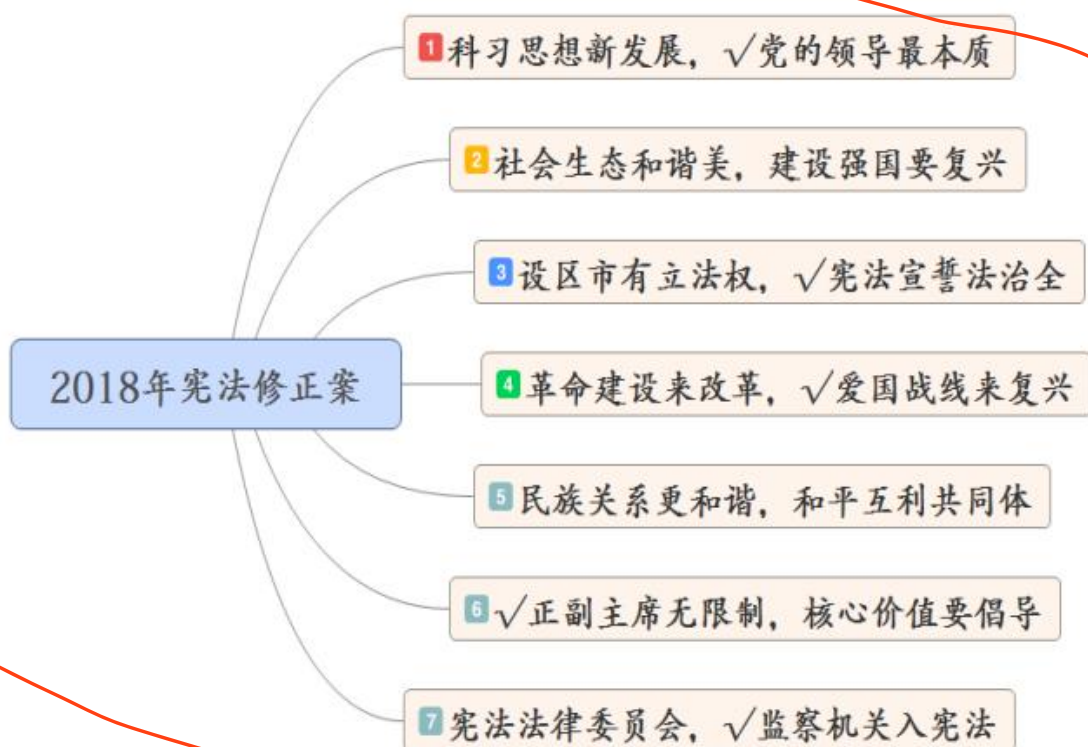 1 科习思想新发展，√党的领导最本质
2 社会生态和谐美，建设强国要复兴
3 设区市有立法权，√宪法宣誓法治全
2018年宪法修正案
4 革命建设来改革，√爱国战线来复兴
5 民族关系更和谐，和平互利共同体
6 √正副主席无限制，核心价值要倡导
7 宪法法律委员会，√监察机关入宪法